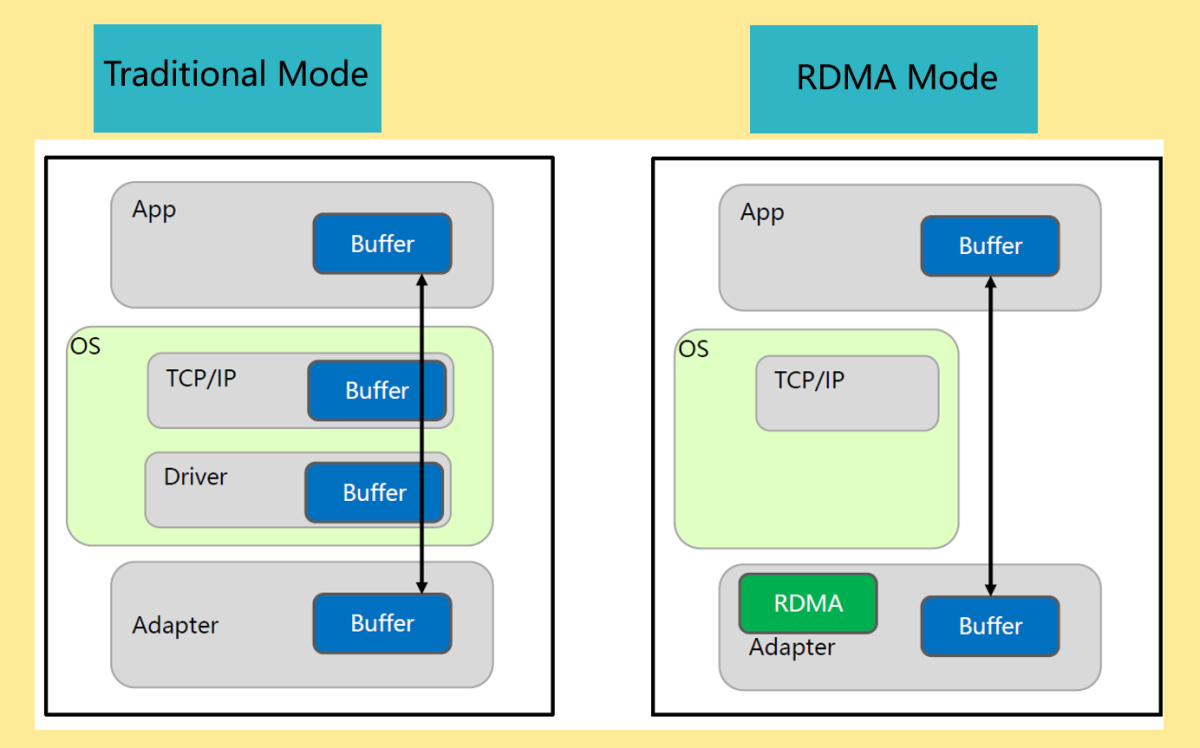 Traditional Mode
RDMA Mode
App
Buffer
OS
TCP/IP
Buffer
Driver
Buffer
Adapter
Buffer
App
Buffer
OS
TCP/IP
RDMA
Adapter
Buffer